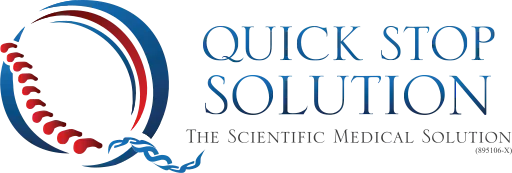 QUICK STOP
SOLUTION
THE SCIENTIFIC MEDICAL SOLUTION
(895106-X)